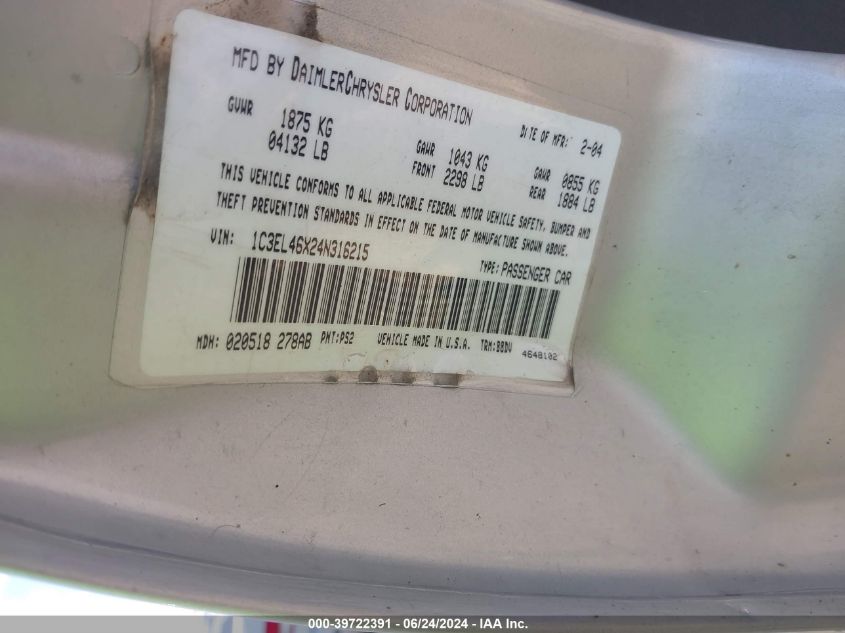 MFD BY DAIMLERCHRYSLER CORPORATION
DATE OF MFR: 2-04
GVWR 1875 KG
04132 LB
GAWR FRONT 1043 KG
2298 LB
GAWR REAR 0855 KG
1884 LB
THIS VEHICLE CONFORMS TO ALL APPLICABLE FEDERAL MOTOR VEHICLE SAFETY, BUMPER AND
THEFT PREVENTION STANDARDS IN EFFECT ON THE DATE OF MANUFACTURE SHOWN ABOVE.
VIN: 1C3EL46X24N316215
TYPE: PASSENGER CAR
MDH: 020518 278AB PNT:PS2 VEHICLE MADE IN U.S.A. TRM:BBDV
4648102
000-39722391 - 06/24/2024 - IAA Inc.